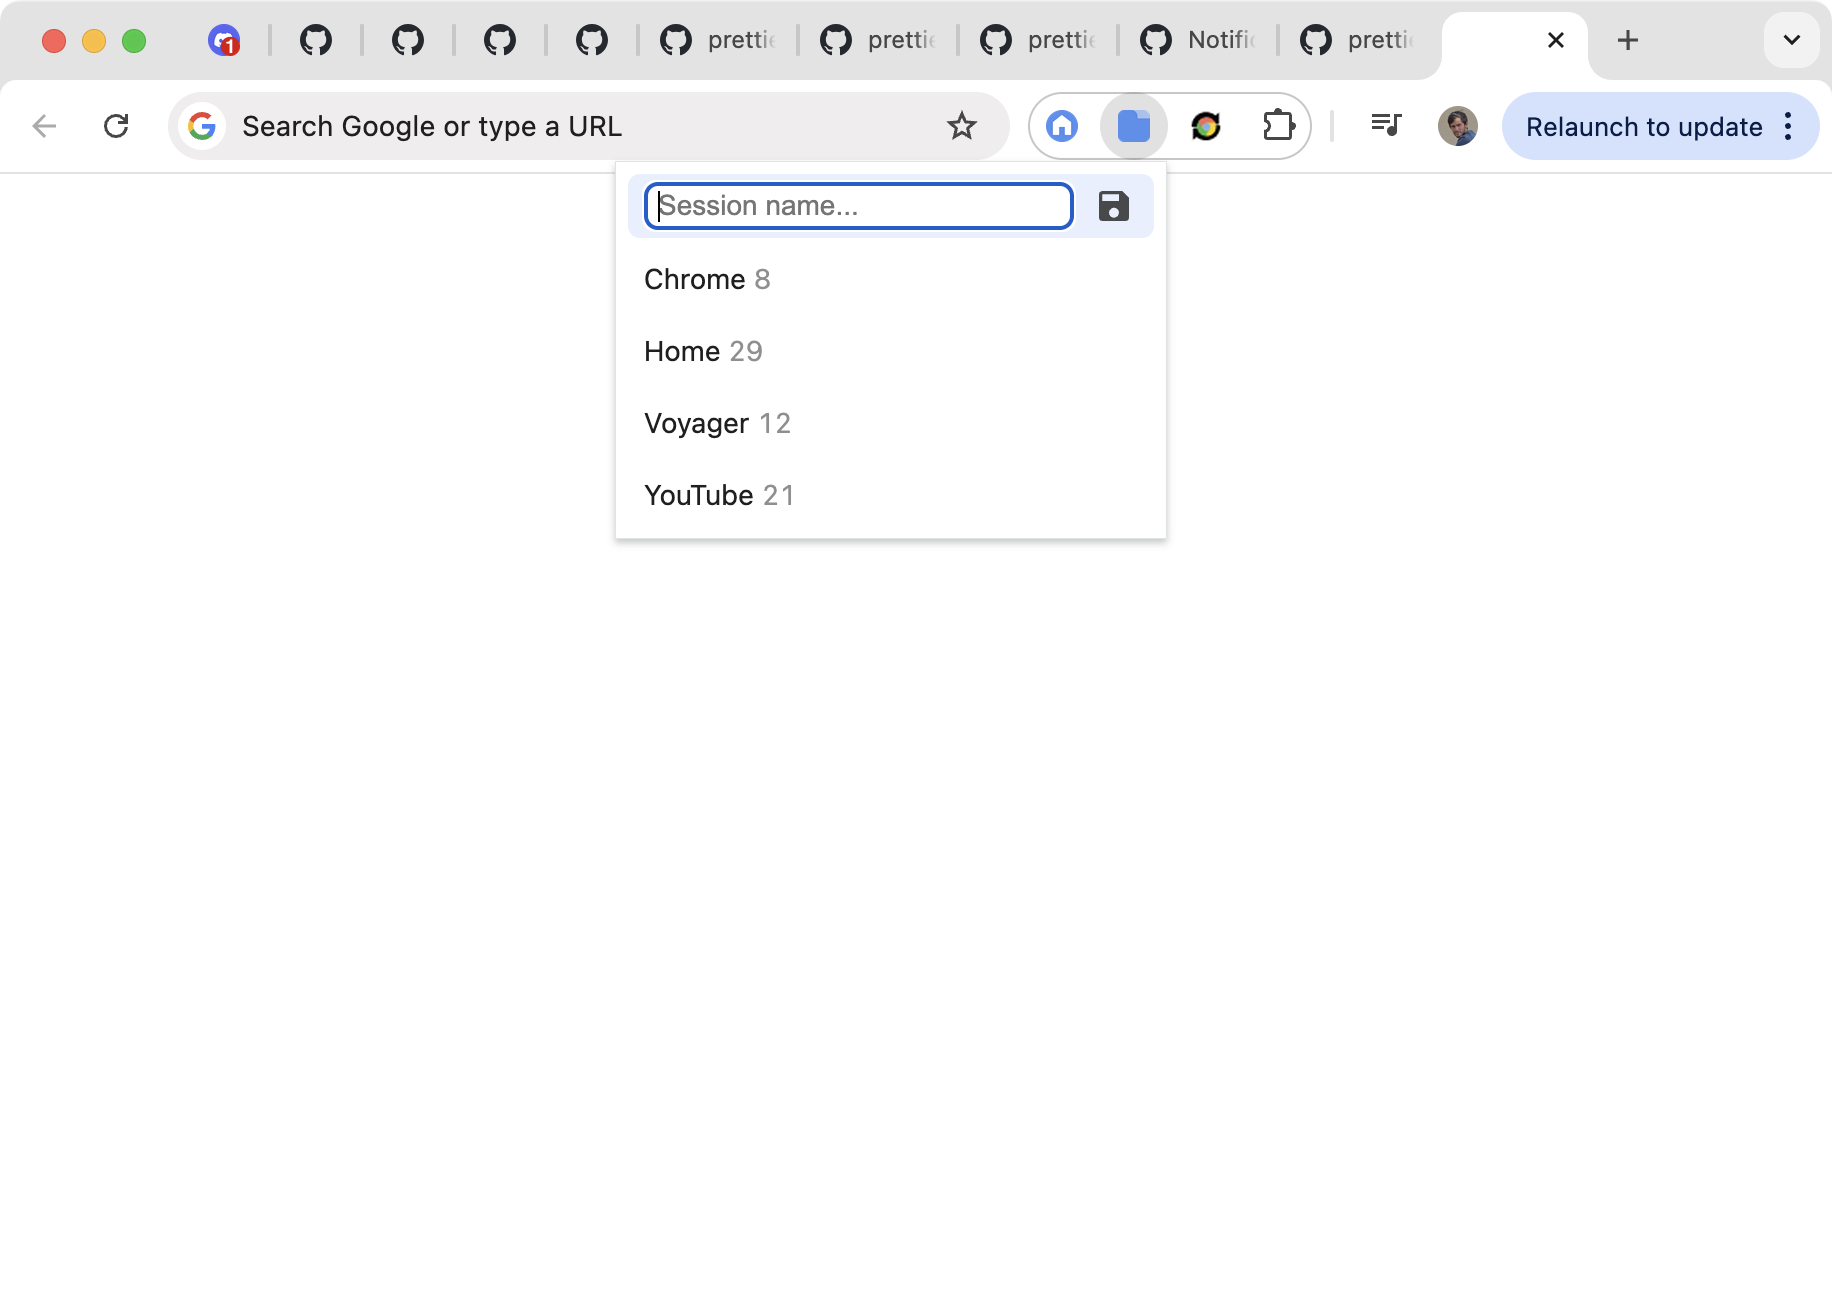 1
prettie
prettie
prettie
Notific
prettie
Search Google or type a URL
Relaunch to update
Session name...
Chrome 8
Home 29
Voyager 12
YouTube 21